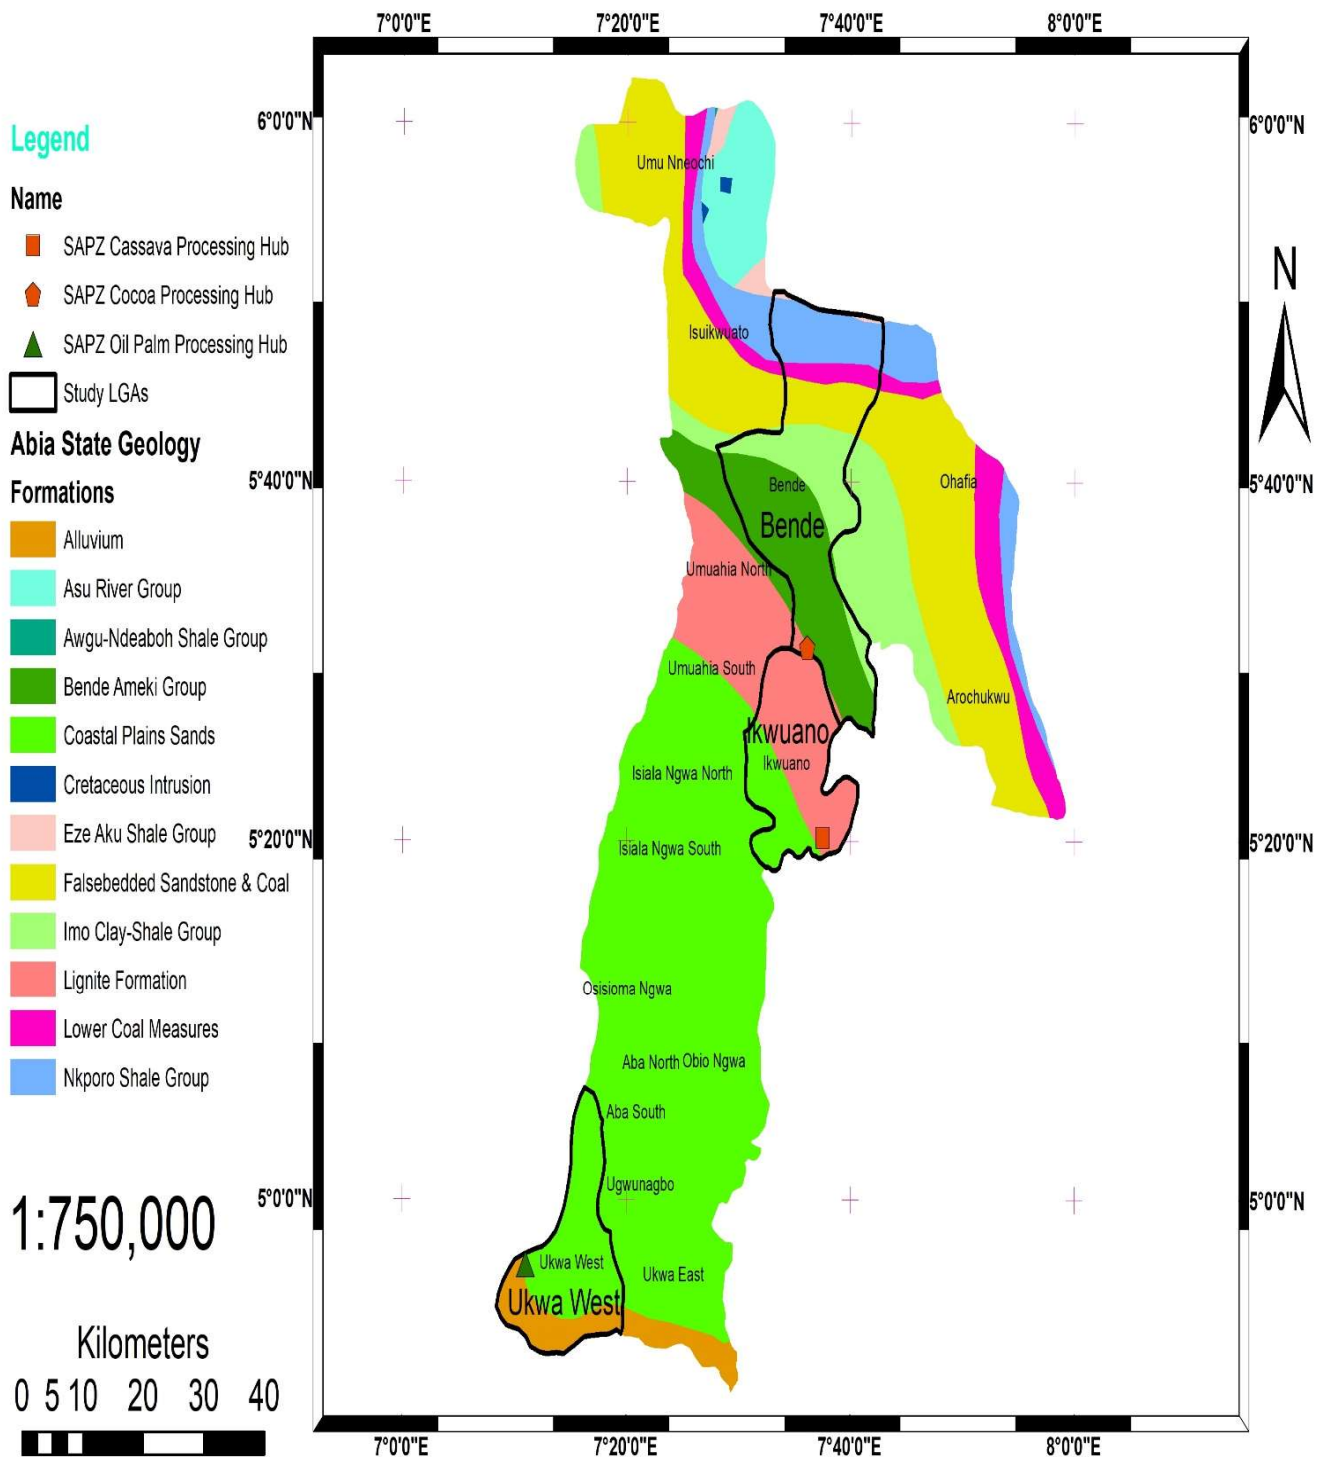 7°0'0"E 7°20'0"E 7°40'0"E 8°0'0"E
6°0'0"N 6°0'0"N
5°40'0"N 5°40'0"N
5°20'0"N 5°20'0"N
5°0'0"N 5°0'0"N
7°0'0"E 7°20'0"E 7°40'0"E 8°0'0"E
Legend
Name
SAPZ Cassava Processing Hub
SAPZ Cocoa Processing Hub
SAPZ Oil Palm Processing Hub
Study LGAs
Abia State Geology
Formations
Alluvium
Asu River Group
Awgu-Ndeaboh Shale Group
Bende Ameki Group
Coastal Plains Sands
Cretaceous Intrusion
Eze Aku Shale Group
Falsebedded Sandstone & Coal
Imo Clay-Shale Group
Lignite Formation
Lower Coal Measures
Nkporo Shale Group
1:750,000
Kilometers
0 5 10 20 30 40
N
Umu Nneochi
Isuikwuato
Ohafia
Bende
Bende
Umuahia North
Umuahia South
Arochukwu
Ikwuano
Ikwuano
Isiala Ngwa North
Isiala Ngwa South
Osisioma Ngwa
Aba North Obio Ngwa
Aba South
Ugwunagbo
Ukwa West
Ukwa East
Ukwa West